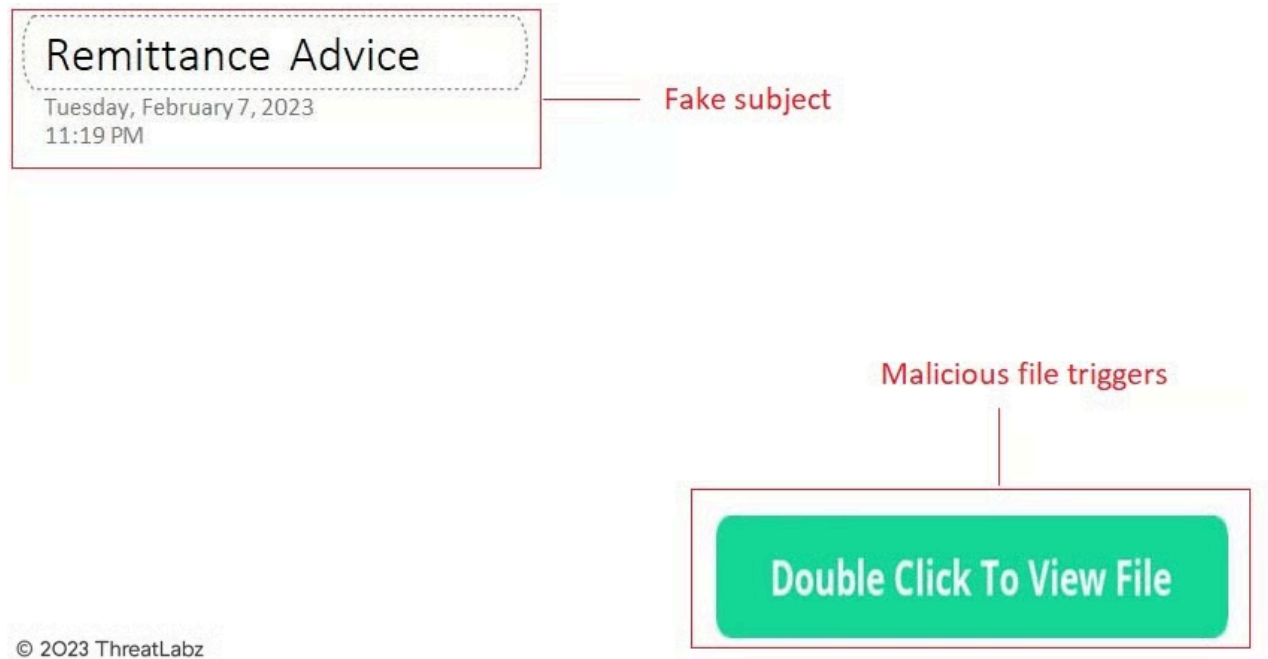 Remittance Advice
Tuesday, February 7, 2023
11:19 PM
Fake subject
Malicious file triggers
Double Click To View File
© 2023 ThreatLabz